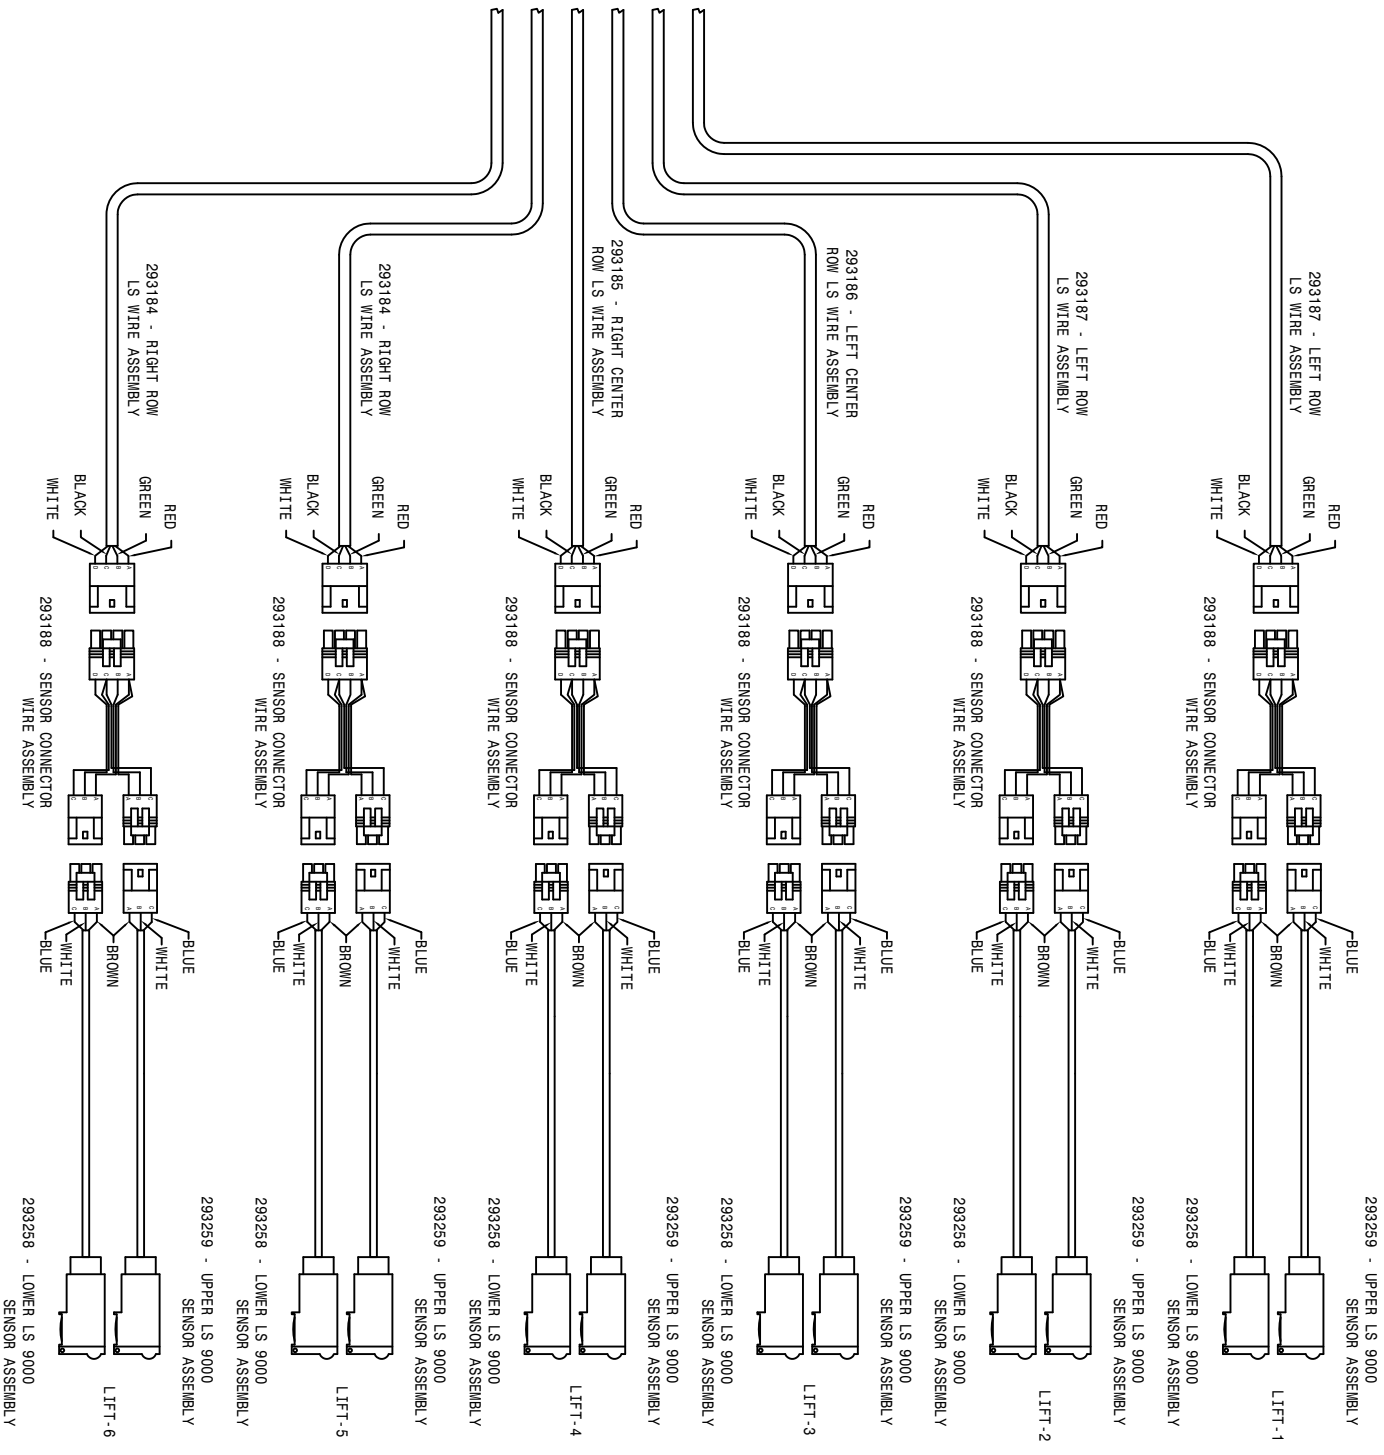 293259 - UPPER LS 9000
SENSOR ASSEMBLY
293187 - LEFT ROW
LS WIRE ASSEMBLY
RED
GREEN
BLACK
WHITE
A
B
C
D
A
B
C
D
C
B
A
A
B
C
C
B
A
A
B
C
BLUE
WHITE
BROWN
WHITE
BLUE
LIFT-1
293188 - SENSOR CONNECTOR
WIRE ASSEMBLY
293258 - LOWER LS 9000
SENSOR ASSEMBLY
293259 - UPPER LS 9000
SENSOR ASSEMBLY
293187 - LEFT ROW
LS WIRE ASSEMBLY
RED
GREEN
BLACK
WHITE
A
B
C
D
A
B
C
D
C
B
A
A
B
C
C
B
A
A
B
C
BLUE
WHITE
BROWN
WHITE
BLUE
LIFT-2
293188 - SENSOR CONNECTOR
WIRE ASSEMBLY
293258 - LOWER LS 9000
SENSOR ASSEMBLY
293259 - UPPER LS 9000
SENSOR ASSEMBLY
293186 - LEFT CENTER
ROW LS WIRE ASSEMBLY
RED
GREEN
BLACK
WHITE
A
B
C
D
A
B
C
D
C
B
A
A
B
C
C
B
A
A
B
C
BLUE
WHITE
BROWN
WHITE
BLUE
LIFT-3
293188 - SENSOR CONNECTOR
WIRE ASSEMBLY
293258 - LOWER LS 9000
SENSOR ASSEMBLY
293259 - UPPER LS 9000
SENSOR ASSEMBLY
293185 - RIGHT CENTER
ROW LS WIRE ASSEMBLY
RED
GREEN
BLACK
WHITE
A
B
C
D
A
B
C
D
C
B
A
A
B
C
C
B
A
A
B
C
BLUE
WHITE
BROWN
WHITE
BLUE
LIFT-4
293188 - SENSOR CONNECTOR
WIRE ASSEMBLY
293258 - LOWER LS 9000
SENSOR ASSEMBLY
293259 - UPPER LS 9000
SENSOR ASSEMBLY
293184 - RIGHT ROW
LS WIRE ASSEMBLY
RED
GREEN
BLACK
WHITE
A
B
C
D
A
B
C
D
C
B
A
A
B
C
C
B
A
A
B
C
BLUE
WHITE
BROWN
WHITE
BLUE
LIFT-5
293188 - SENSOR CONNECTOR
WIRE ASSEMBLY
293258 - LOWER LS 9000
SENSOR ASSEMBLY
293259 - UPPER LS 9000
SENSOR ASSEMBLY
293184 - RIGHT ROW
LS WIRE ASSEMBLY
RED
GREEN
BLACK
WHITE
A
B
C
D
A
B
C
D
C
B
A
A
B
C
C
B
A
A
B
C
BLUE
WHITE
BROWN
WHITE
BLUE
LIFT-6
293188 - SENSOR CONNECTOR
WIRE ASSEMBLY
293258 - LOWER LS 9000
SENSOR ASSEMBLY